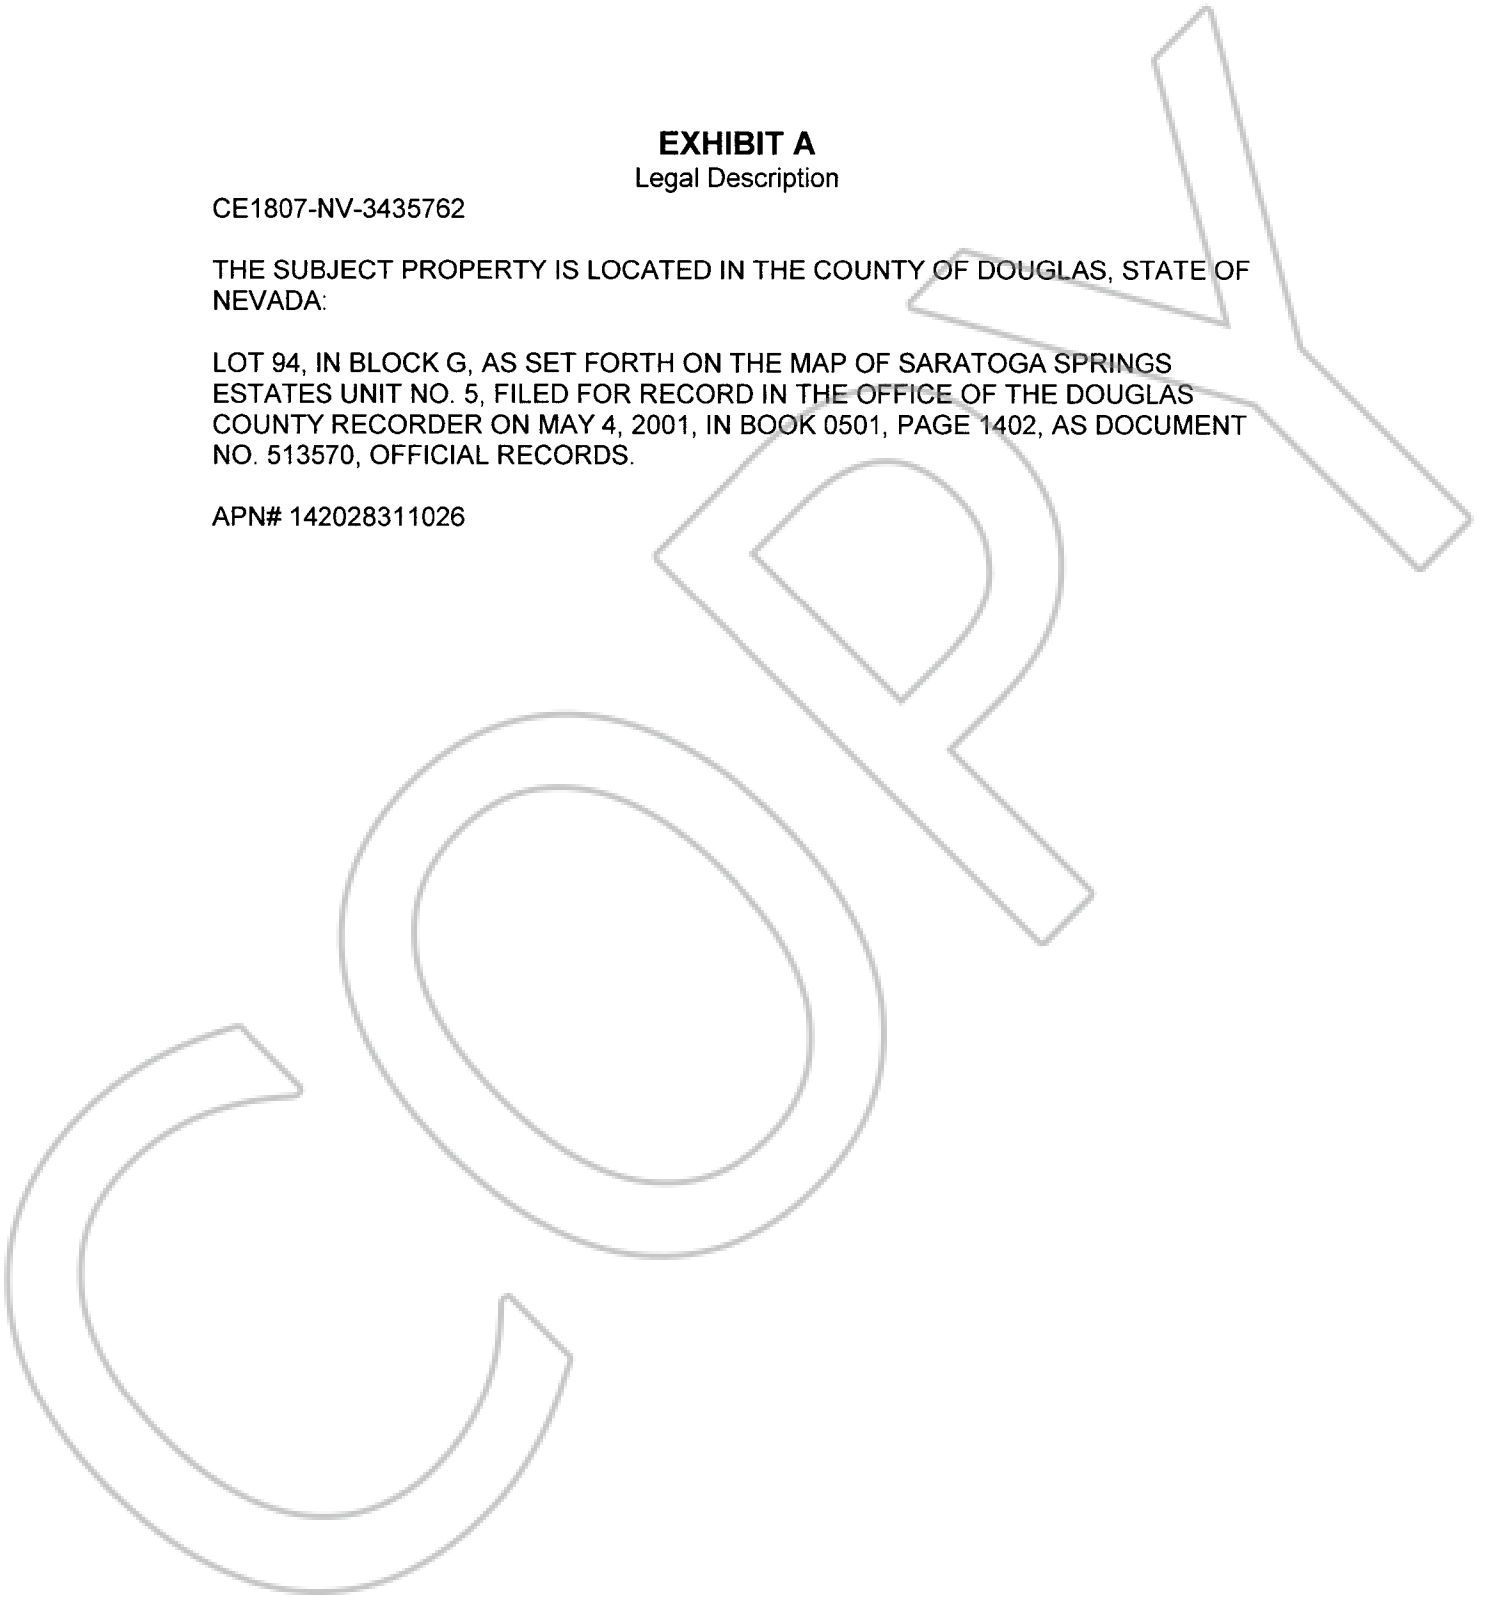 EXHIBIT A
Legal Description
CE1807-NV-3435762
THE SUBJECT PROPERTY IS LOCATED IN THE COUNTY OF DOUGLAS, STATE OF
NEVADA:
LOT 94, IN BLOCK G, AS SET FORTH ON THE MAP OF SARATOGA SPRINGS
ESTATES UNIT NO. 5, FILED FOR RECORD IN THE OFFICE OF THE DOUGLAS
COUNTY RECORDER ON MAY 4, 2001, IN BOOK 0501, PAGE 1402, AS DOCUMENT
NO. 513570, OFFICIAL RECORDS.
APN# 142028311026
COPY